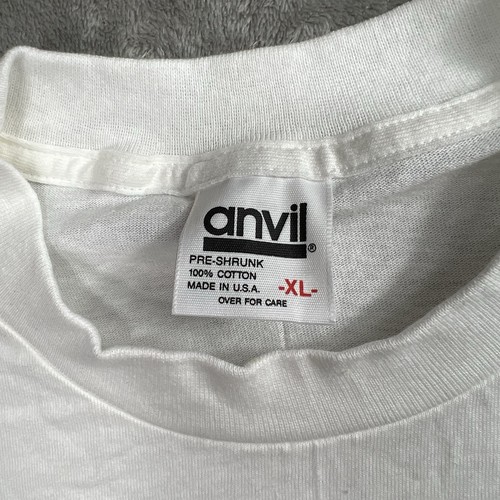 anvil®
PRE-SHRUNK
100% COTTON
MADE IN U.S.A. -XL-
OVER FOR CARE